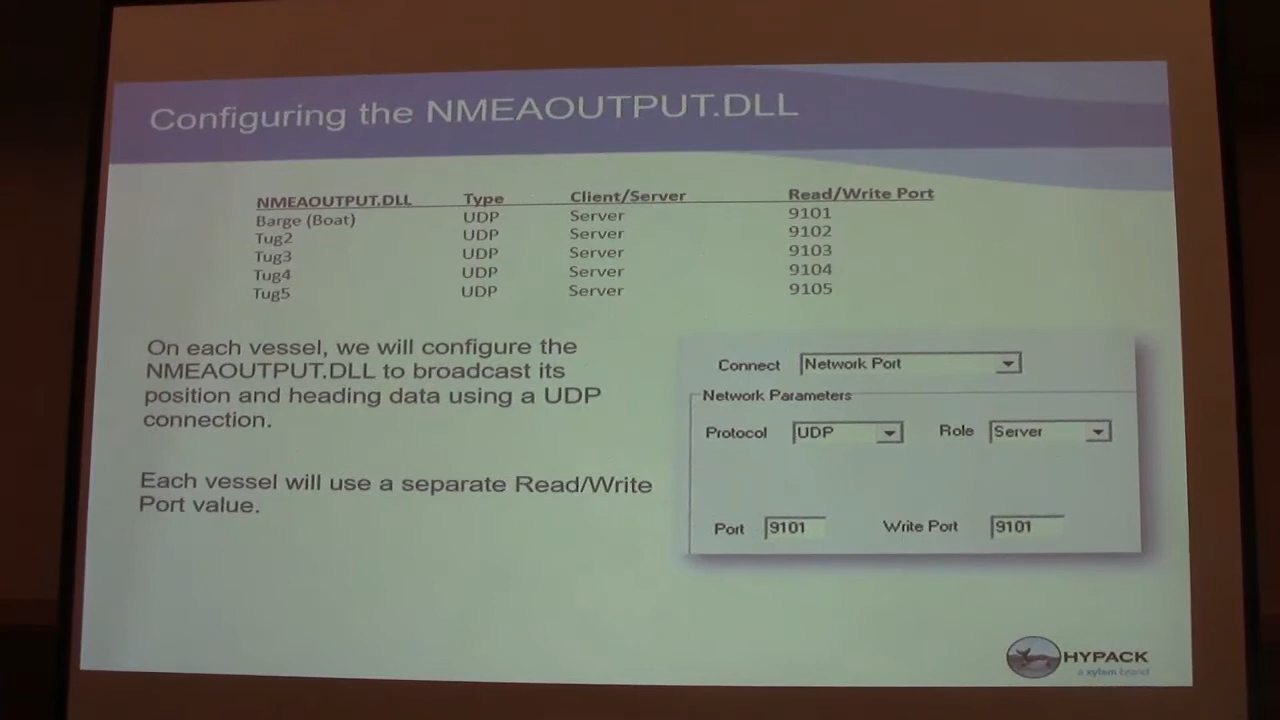 Configuring the NMEAOUTPUT.DLL
NMEAOUTPUT.DLL Type Client/Server Read/Write Port
Barge (Boat) UDP Server 9101
Tug2 UDP Server 9102
Tug3 UDP Server 9103
Tug4 UDP Server 9104
Tug5 UDP Server 9105
On each vessel, we will configure the
NMEAOUTPUT.DLL to broadcast its
position and heading data using a UDP
connection.
Each vessel will use a separate Read/Write
Port value.
Connect Network Port
Network Parameters
Protocol UDP Role Server
Port 9101 Write Port 9101
HYPACK
a xylem brand